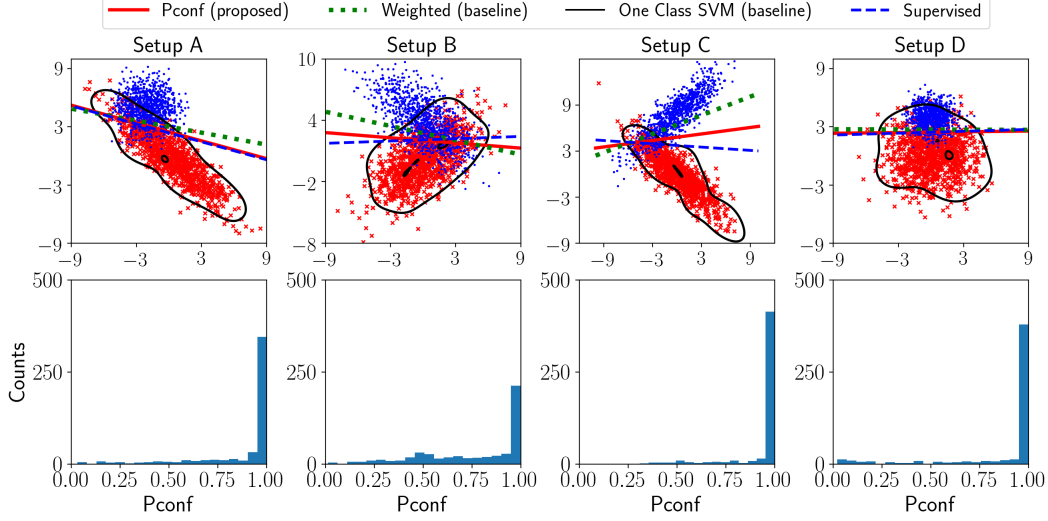 Pconf (proposed) Weighted (baseline) One Class SVM (baseline) Supervised
Setup A Setup B Setup C Setup D
9 3 −3 −9
−9 −3 3 9
10 4 −2 −8
−9 −3 3 9
9 3 −3 −9
−9 −3 3 9
9 3 −3 −9
−9 −3 3 9
Counts
500 250 0
0.00 0.25 0.50 0.75 1.00
500 250 0
0.00 0.25 0.50 0.75 1.00
500 250 0
0.00 0.25 0.50 0.75 1.00
500 250 0
0.00 0.25 0.50 0.75 1.00
Pconf Pconf Pconf Pconf